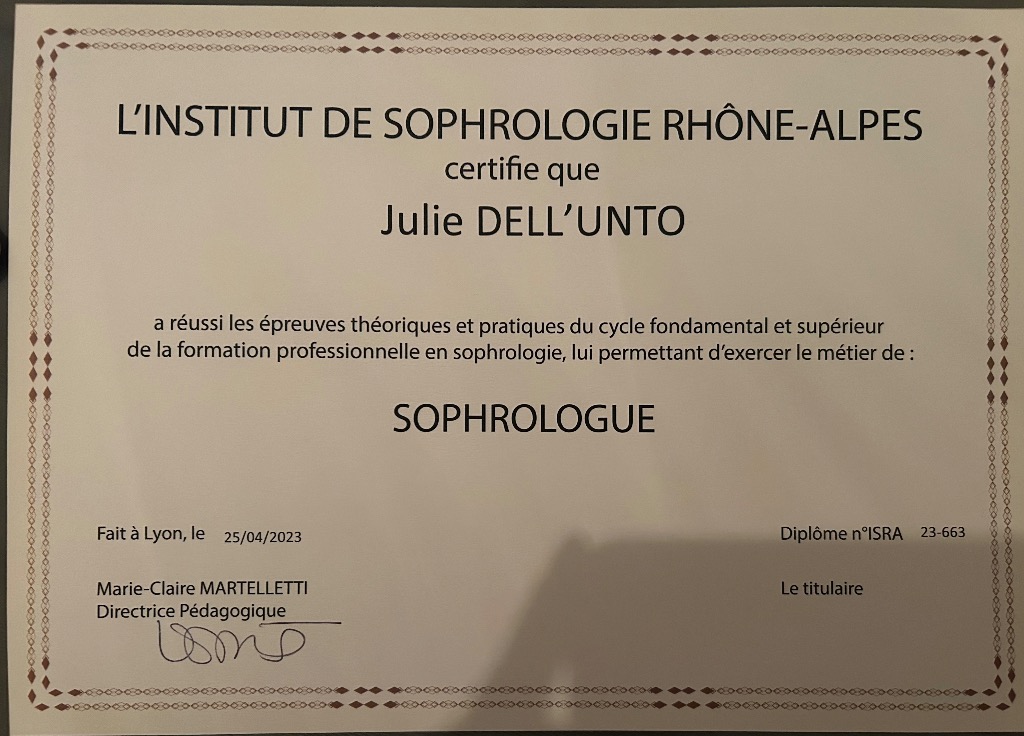 L'INSTITUT DE SOPHROLOGIE RHÔNE-ALPES
certifie que
Julie DELL'UNTO
a réussi les épreuves théoriques et pratiques du cycle fondamental et supérieur
de la formation professionnelle en sophrologie, lui permettant d'exercer le métier de :
SOPHROLOGUE
Fait à Lyon, le 25/04/2023
Diplôme n°ISRA 23-663
Marie-Claire MARTELLETTI
Directrice Pédagogique
Le titulaire